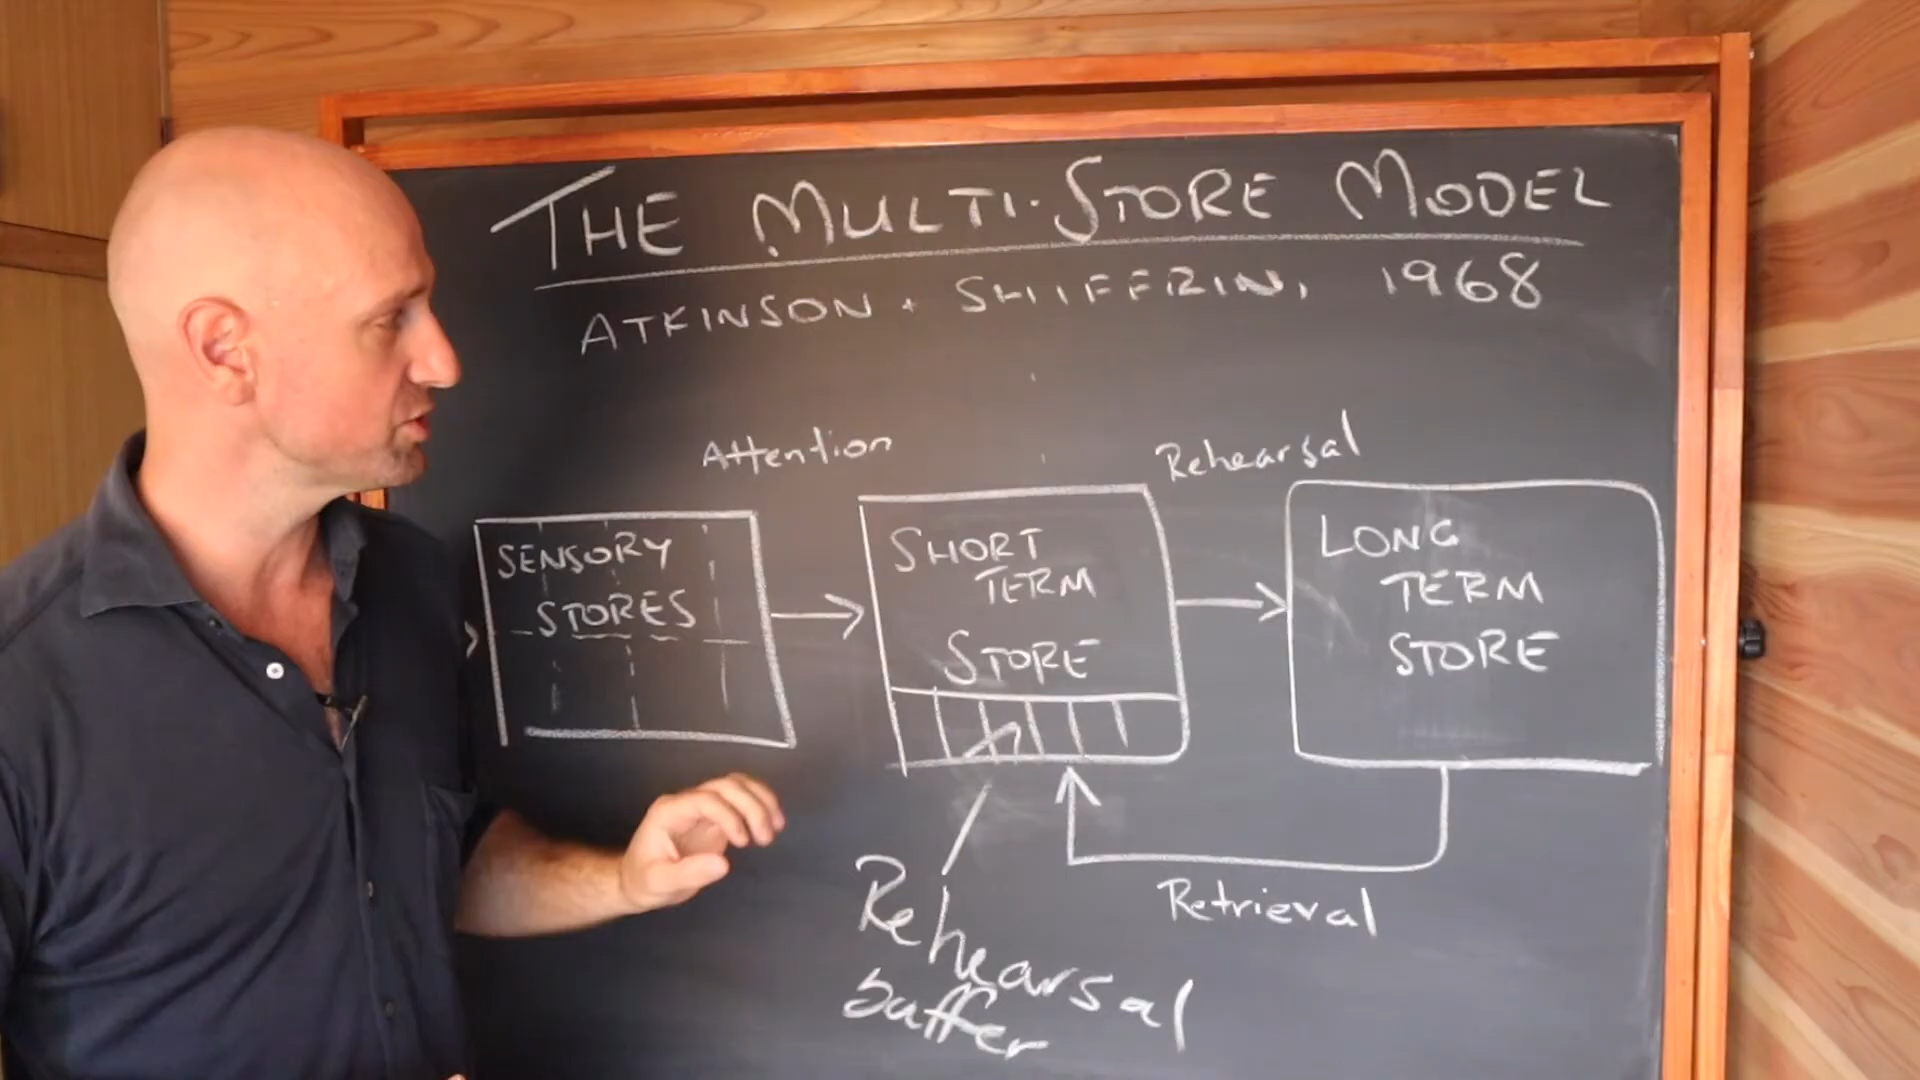 THE MULTI-STORE MODEL
ATKINSON + SHIFFRIN, 1968
Attention
Rehearsal
SENSORY
STORES
SHORT
TERM
STORE
LONG
TERM
STORE
Retrieval
Rehearsal
buffer